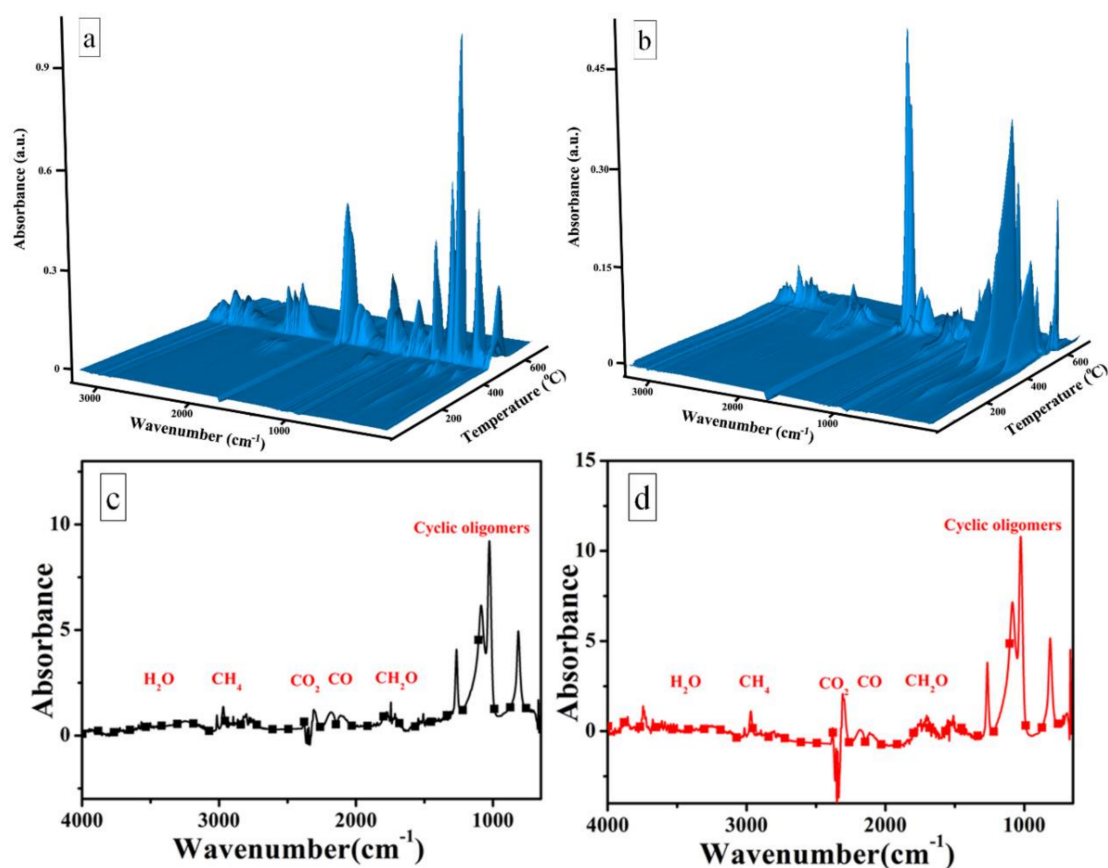 a
0.9
0.6
0.3
0
Absorbance (a.u.)
3000
2000
1000
Wavenumber (cm-1)
200
400
600
Temperature (°C)
b
0.45
0.30
0.15
0
Absorbance (a.u.)
3000
2000
1000
Wavenumber (cm-1)
200
400
600
Temperature (°C)
c
10
5
0
Absorbance
Cyclic oligomers
H2O
CH4
CO2
CO
CH2O
4000
3000
2000
1000
Wavenumber(cm-1)
d
15
10
5
0
Absorbance
Cyclic oligomers
H2O
CH4
CO2
CO
CH2O
4000
3000
2000
1000
Wavenumber(cm-1)